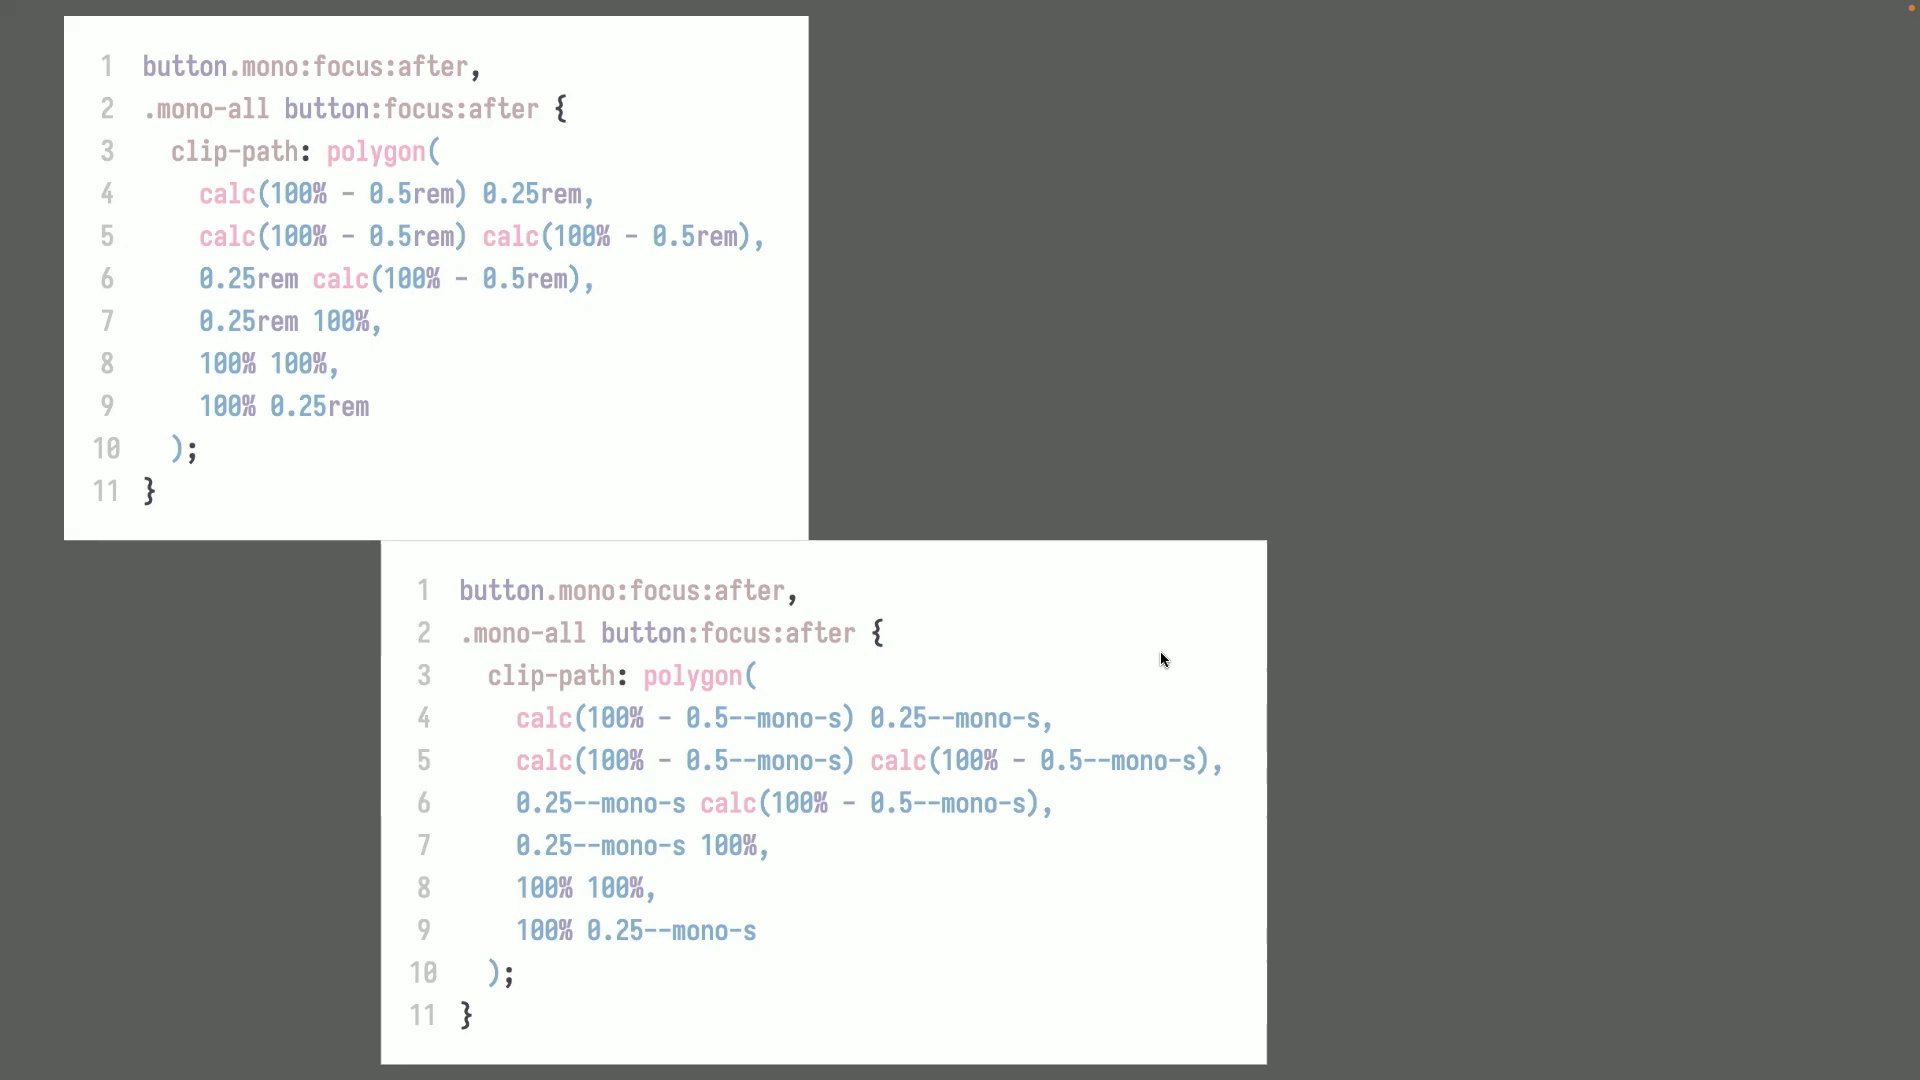 1 button.mono:focus:after,
2 .mono-all button:focus:after {
3 clip-path: polygon(
4 calc(100% - 0.5rem) 0.25rem,
5 calc(100% - 0.5rem) calc(100% - 0.5rem),
6 0.25rem calc(100% - 0.5rem),
7 0.25rem 100%,
8 100% 100%,
9 100% 0.25rem
10 );
11 }
1 button.mono:focus:after,
2 .mono-all button:focus:after {
3 clip-path: polygon(
4 calc(100% - 0.5--mono-s) 0.25--mono-s,
5 calc(100% - 0.5--mono-s) calc(100% - 0.5--mono-s),
6 0.25--mono-s calc(100% - 0.5--mono-s),
7 0.25--mono-s 100%,
8 100% 100%,
9 100% 0.25--mono-s
10 );
11 }